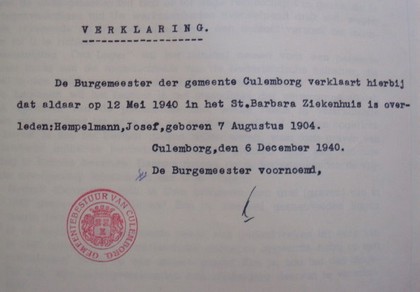 VERKLARING.
De Burgemeester der gemeente Culemborg verklaart hierbij
dat aldaar op 12 Mei 1940 in het St.Barbara Ziekenhuis is over-
leden:Hempelmann,Josef,geboren 7 Augustus 1904.
Culemborg,den 6 December 1940.
De Burgemeester voornoemd,
GEMEENTEBESTUUR VAN CULEMBORG.